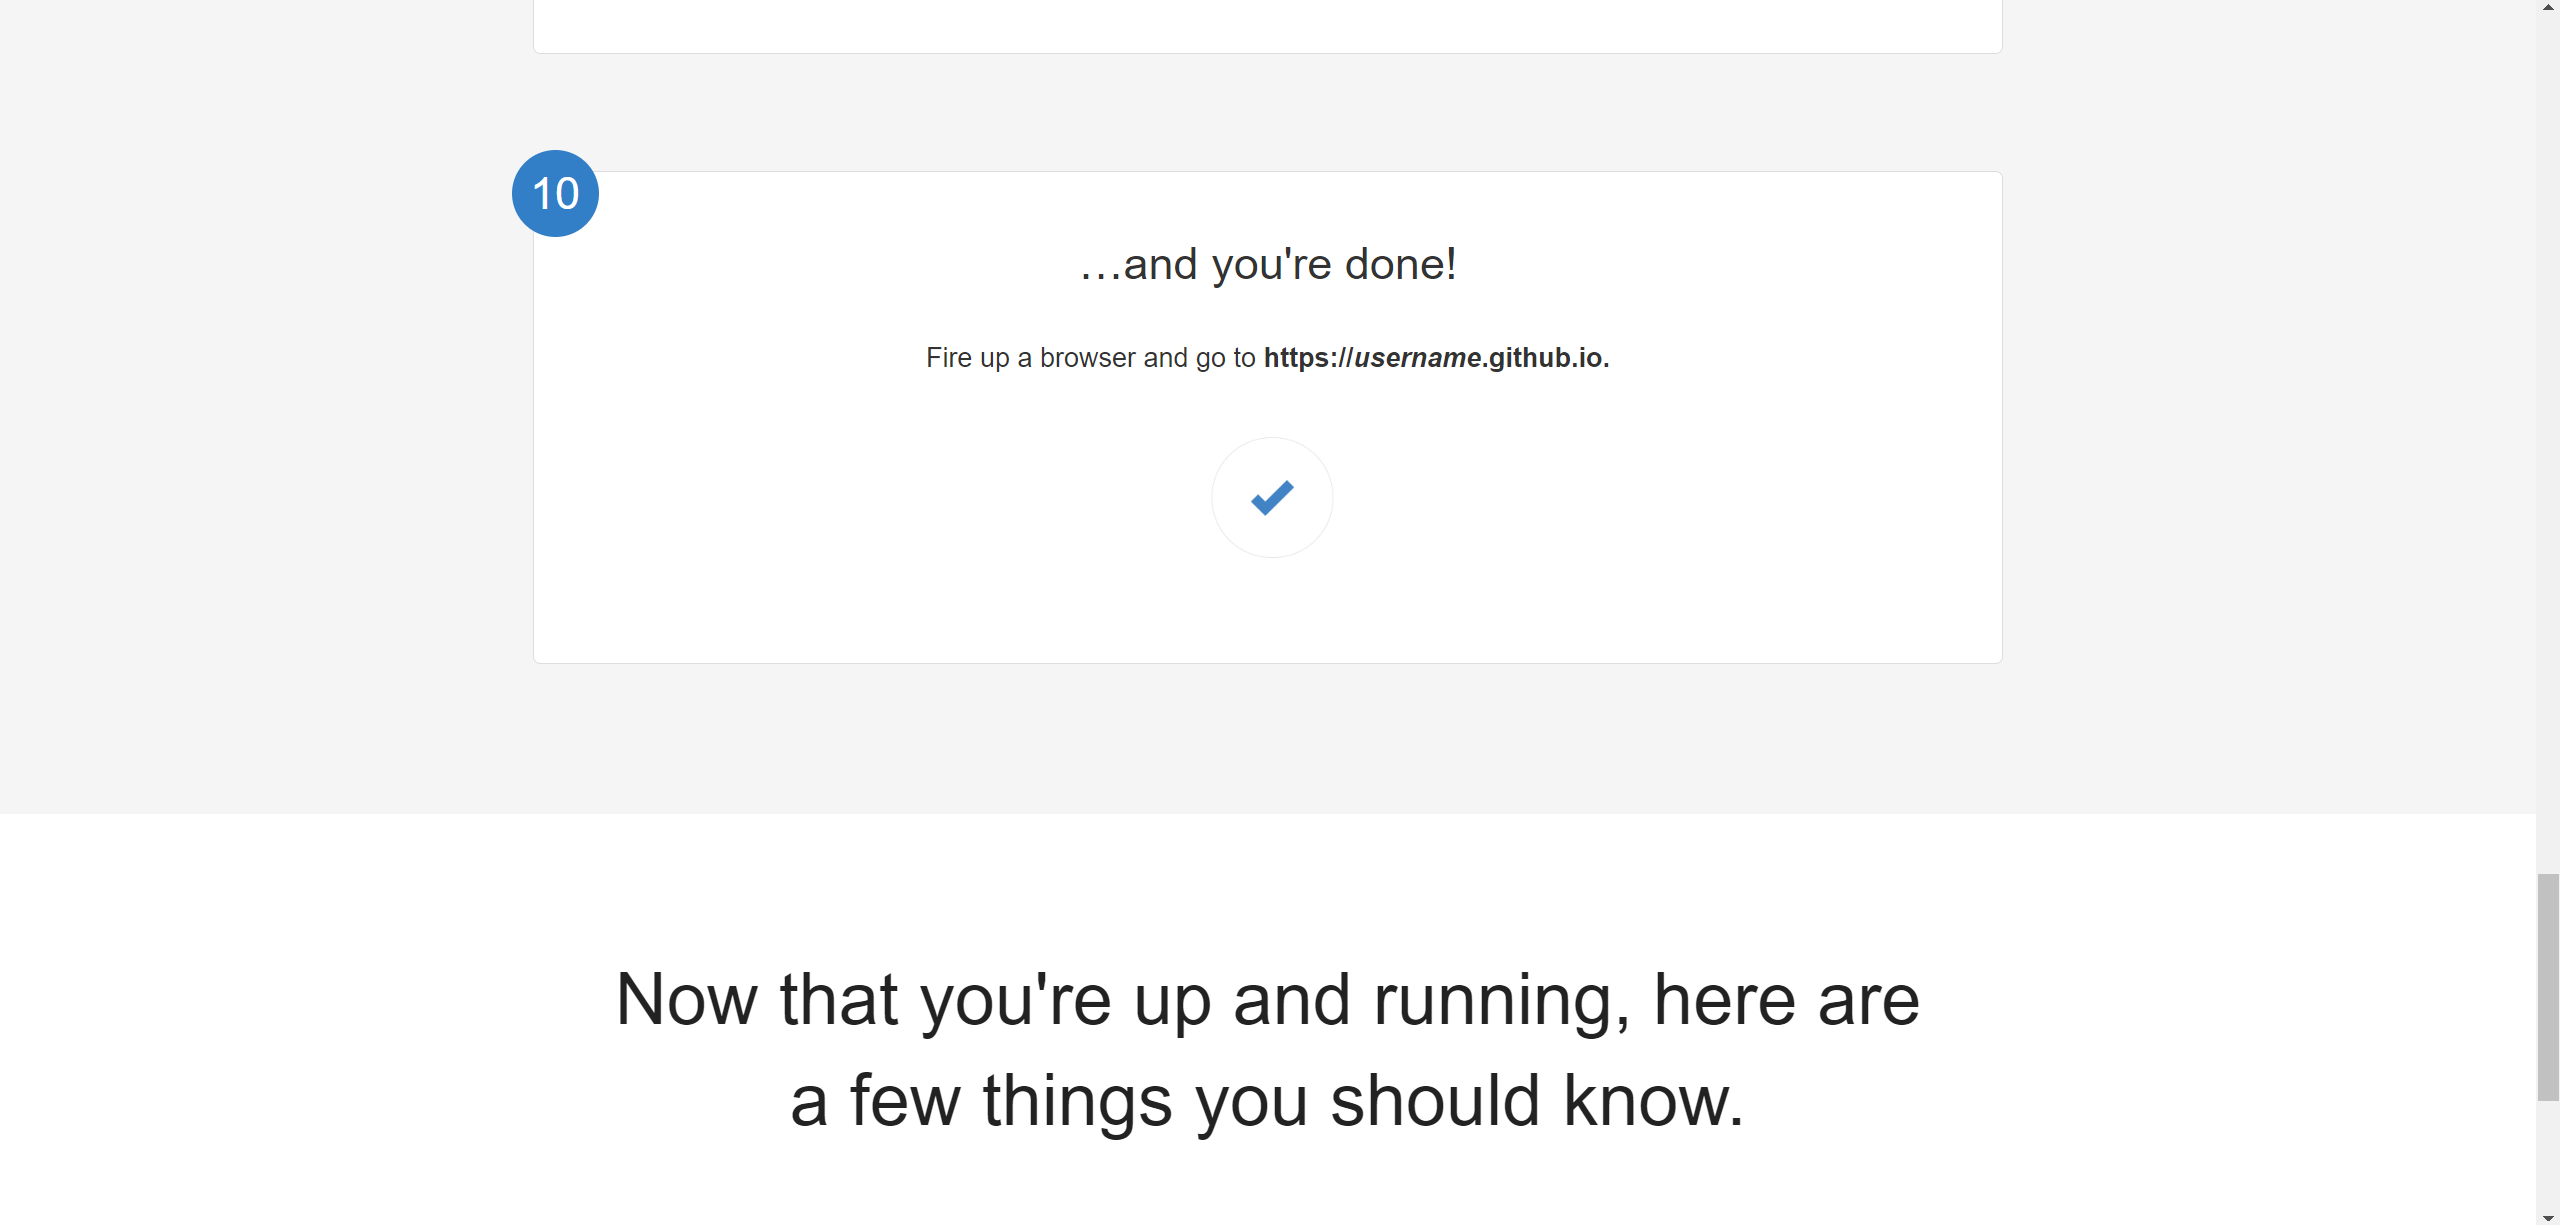 10
…and you're done!
Fire up a browser and go to https://username.github.io.
Now that you're up and running, here are
a few things you should know.